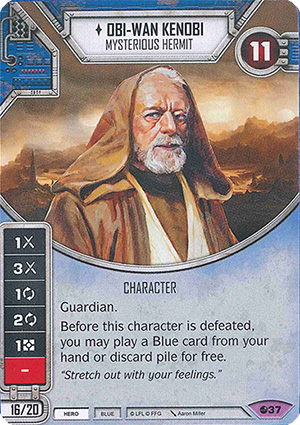 OBI-WAN KENOBI
MYSTERIOUS HERMIT
11
1
3
1
2
1
–
CHARACTER
Guardian.
Before this character is defeated,
you may play a Blue card from your
hand or discard pile for free.
“Stretch out with your feelings.”
16/20
HERO
BLUE
© LFL © FFG
Aaron Miller
37